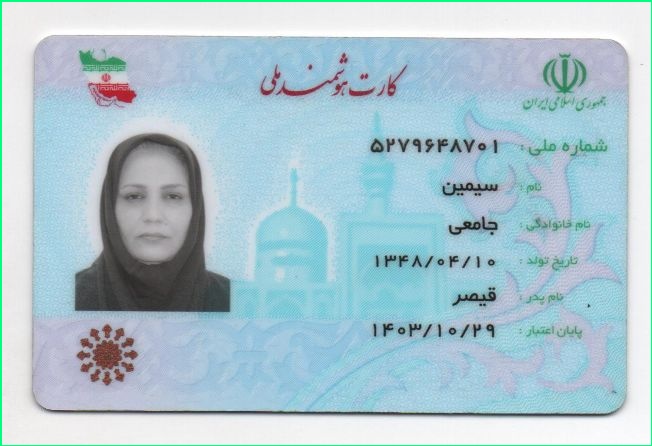 کارت هوشمند ملی
جمهوری اسلامی ایران
شماره ملی : ۵۲۷۹۶۴۸۷۰۱
نام : سیمین
نام خانوادگی : جامعی
تاریخ تولد : ۱۳۴۸/۰۴/۱۰
نام پدر : قیصر
پایان اعتبار : ۱۴۰۳/۱۰/۲۹